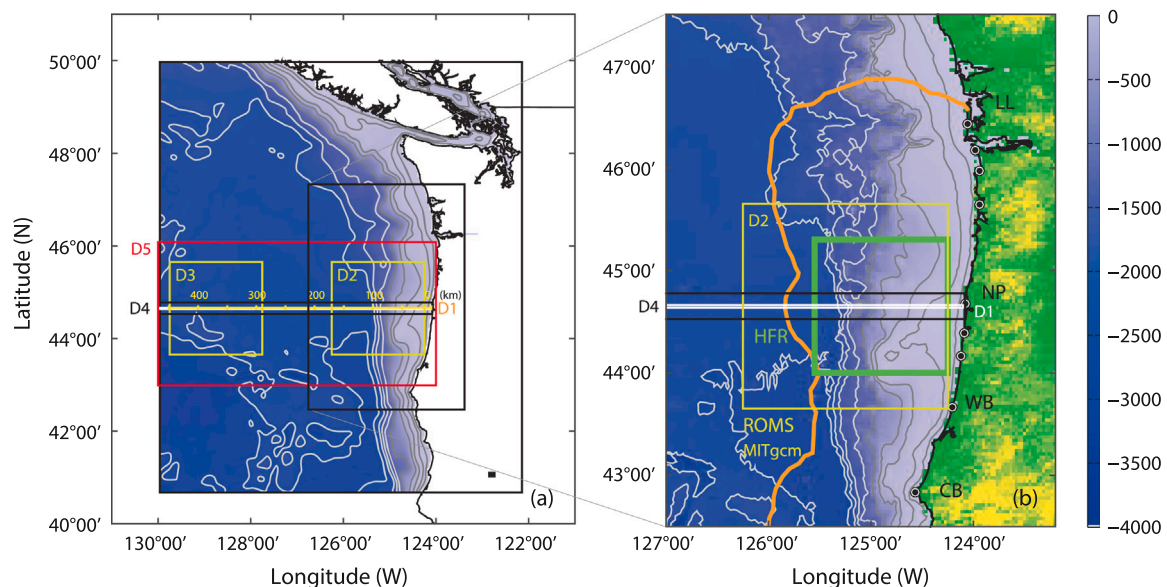 50°00′
48°00′
46°00′
44°00′
42°00′
40°00′
Latitude (N)
130°00′
128°00′
126°00′
124°00′
122°00′
Longitude (W)
D5
D3
D2
400
300
200
100
0 (km)
D4
D1
(a)
47°00′
46°00′
45°00′
44°00′
43°00′
127°00′
126°00′
125°00′
124°00′
Longitude (W)
LL
D2
NP
D4
D1
HFR
WB
ROMS
MITgcm
CB
(b)
0
−500
−1000
−1500
−2000
−2500
−3000
−3500
−4000